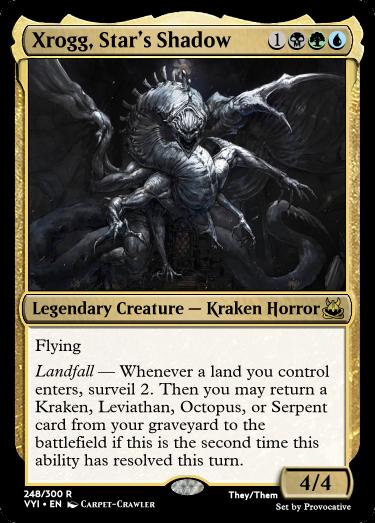 Xrogg, Star's Shadow 1
Legendary Creature — Kraken Horror
Flying
Landfall — Whenever a land you control
enters, surveil 2. Then you may return a
Kraken, Leviathan, Octopus, or Serpent
card from your graveyard to the
battlefield if this is the second time this
ability has resolved this turn.
4/4
248/300 R
VYI • EN Carpet-Crawler
They/Them
Set by Provocative